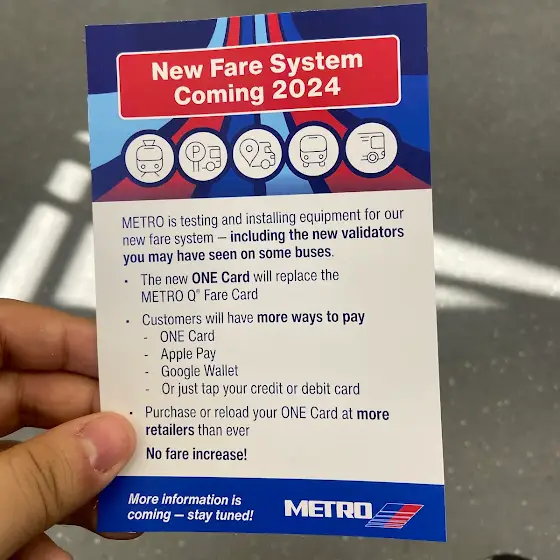 New Fare System
Coming 2024
P
METRO is testing and installing equipment for our
new fare system – including the new validators
you may have seen on some buses.
• The new ONE Card will replace the
METRO Q® Fare Card
• Customers will have more ways to pay
- ONE Card
- Apple Pay
- Google Wallet
- Or just tap your credit or debit card
• Purchase or reload your ONE Card at more
retailers than ever
No fare increase!
More information is
coming – stay tuned!
METRO